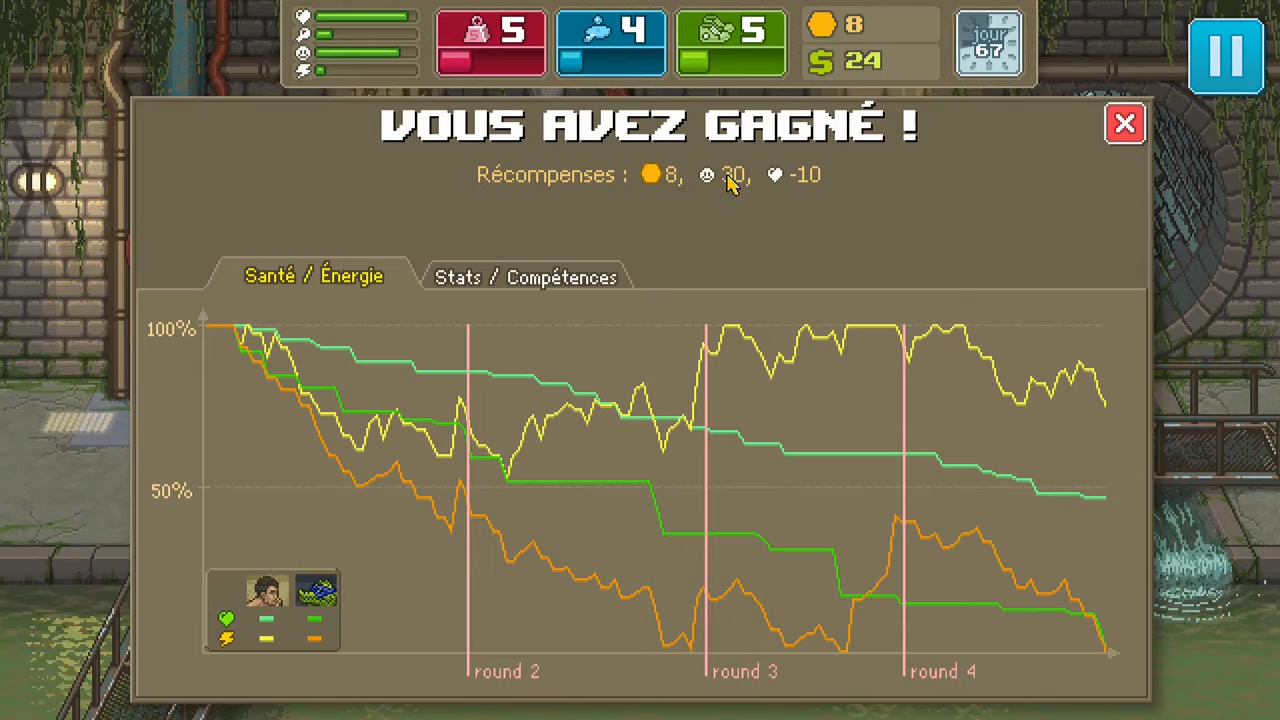 5
4
5
8
$ 24
jour
67
VOUS AVEZ GAGNÉ !
Récompenses : 8, 30, -10
Santé / Énergie
Stats / Compétences
100%
50%
round 2
round 3
round 4